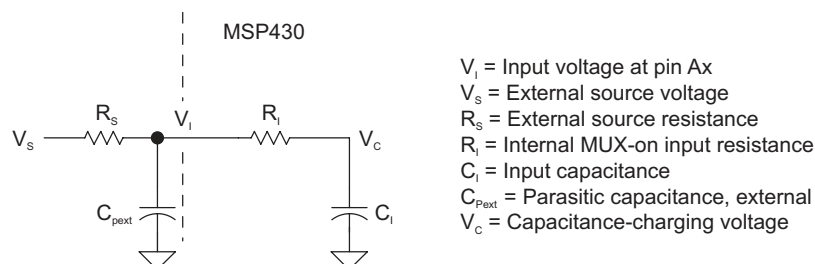 MSP430
V_S
R_S
V_I
R_I
V_C
C_pext
C_I
V_I = Input voltage at pin Ax
V_S = External source voltage
R_S = External source resistance
R_I = Internal MUX-on input resistance
C_I = Input capacitance
C_Pext = Parasitic capacitance, external
V_C = Capacitance-charging voltage